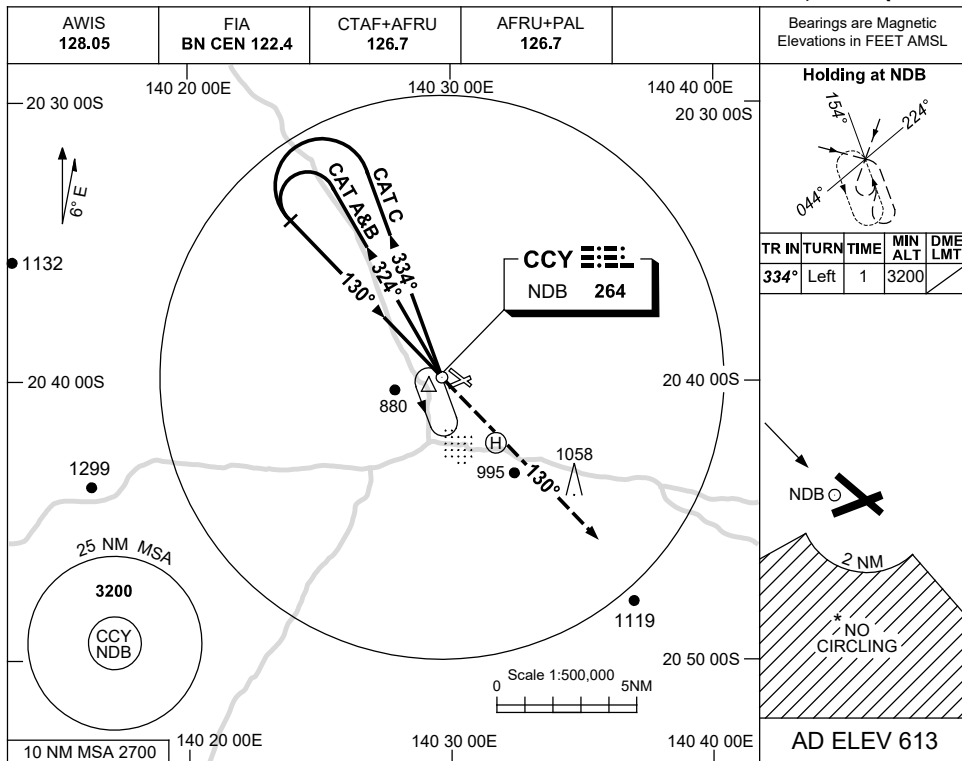 AWIS
128.05
FIA
BN CEN 122.4
CTAF+AFRU
126.7
AFRU+PAL
126.7
Bearings are Magnetic
Elevations in FEET AMSL
140 20 00E
140 30 00E
140 40 00E
20 30 00S
20 30 00S
6° E
CAT C
CAT A&B
334°
324°
130°
1132
CCY
NDB 264
20 40 00S
20 40 00S
880
H
1058
995
130°
1299
25 NM MSA
3200
CCY
NDB
1119
20 50 00S
Scale 1:500,000
0 5NM
10 NM MSA 2700
140 20 00E
140 30 00E
140 40 00E
Holding at NDB
154°
224°
044°
TR IN TURN TIME MIN ALT DME LMT
334° Left 1 3200
NDB
2 NM
* NO
CIRCLING
AD ELEV 613